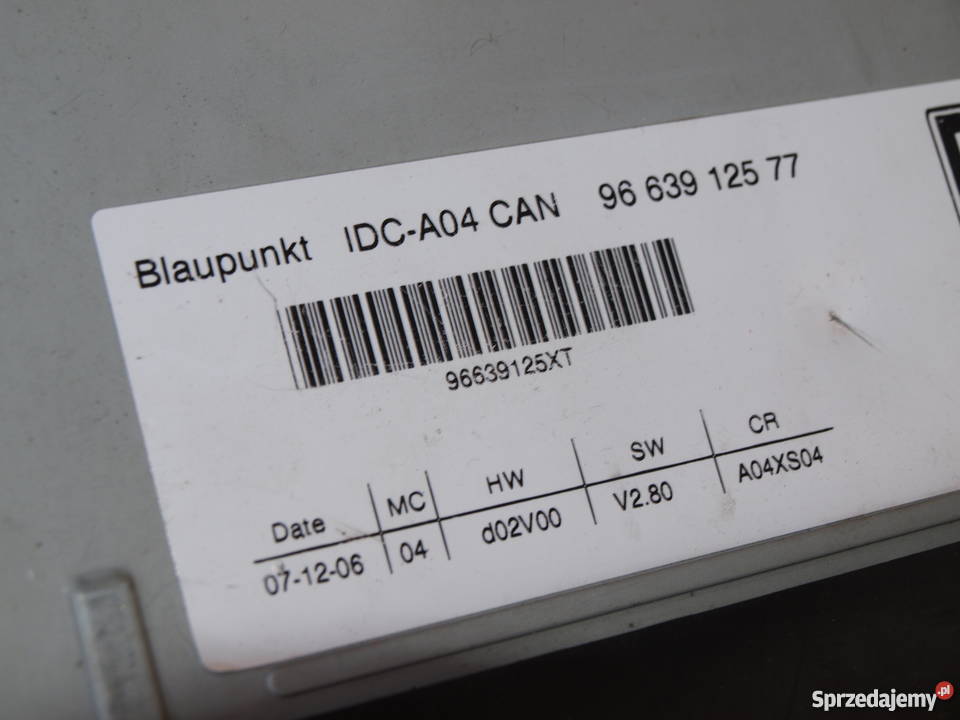 Blaupunkt IDC-A04 CAN 96 639 125 77
96639125XT
Date MC HW SW CR
07-12-06 04 d02V00 V2.80 A04XS04
Sprzedajemy.pl